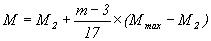 M = M₂ + (m − 3)/17 × (Mₘₐₓ − M₂)